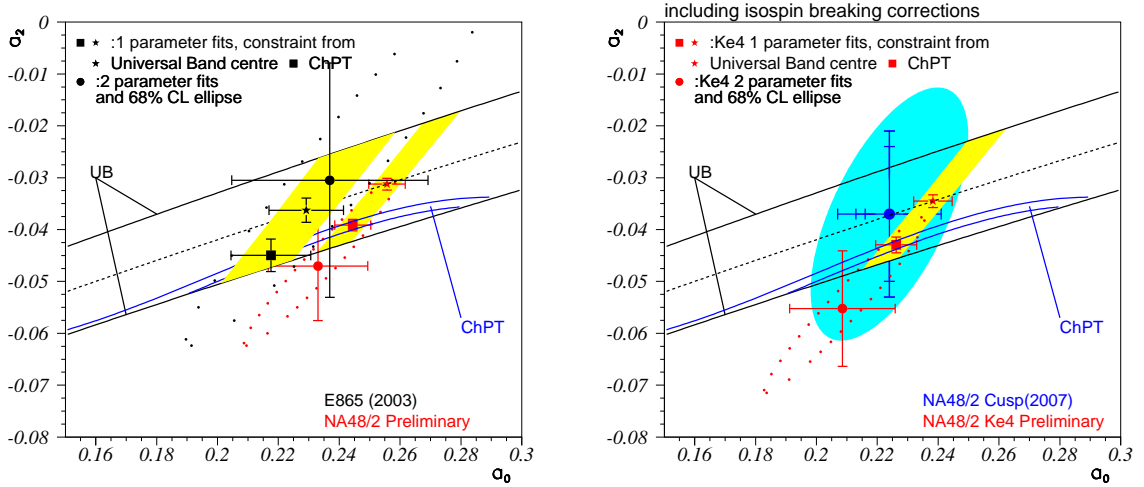 a2
0
-0.01
-0.02
-0.03
-0.04
-0.05
-0.06
-0.07
-0.08
:1 parameter fits, constraint from
Universal Band centre ChPT
:2 parameter fits
and 68% CL ellipse
UB
ChPT
E865 (2003)
NA48/2 Preliminary
0.16 0.18 0.2 0.22 0.24 0.26 0.28 0.3
a0
including isospin breaking corrections
a2
0
-0.01
-0.02
-0.03
-0.04
-0.05
-0.06
-0.07
-0.08
:Ke4 1 parameter fits, constraint from
Universal Band centre ChPT
:Ke4 2 parameter fits
and 68% CL ellipse
UB
ChPT
NA48/2 Cusp(2007)
NA48/2 Ke4 Preliminary
0.16 0.18 0.2 0.22 0.24 0.26 0.28 0.3
a0